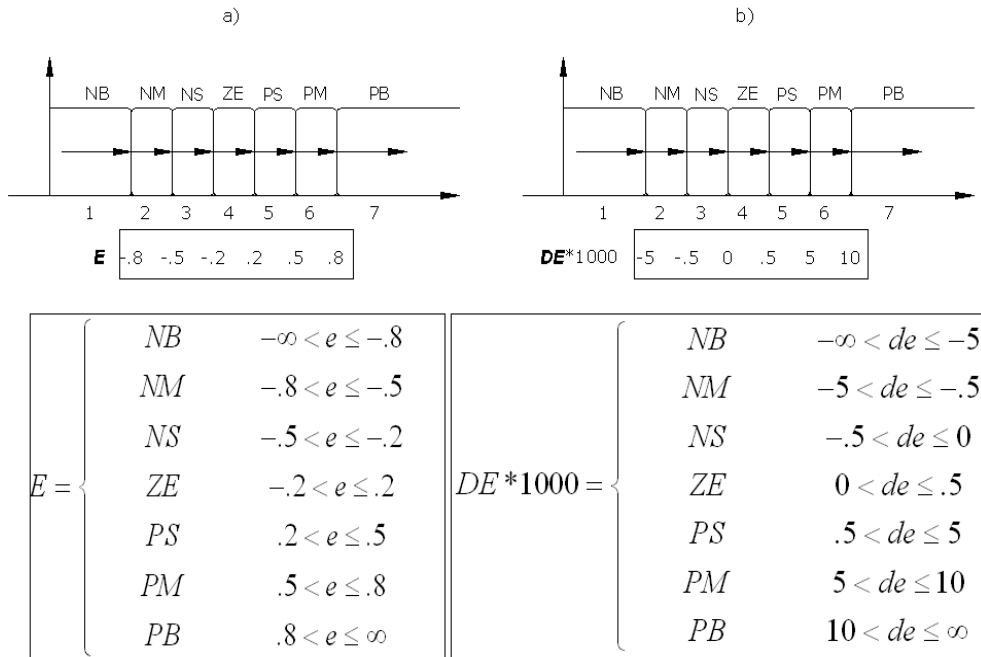 a)
NB NM NS ZE PS PM PB
1 2 3 4 5 6 7
E -.8 -.5 -.2 .2 .5 .8
b)
NB NM NS ZE PS PM PB
1 2 3 4 5 6 7
DE*1000 -5 -.5 0 .5 5 10
E = {
NB −∞ < e ≤ −.8
NM −.8 < e ≤ −.5
NS −.5 < e ≤ −.2
ZE −.2 < e ≤ .2
PS .2 < e ≤ .5
PM .5 < e ≤ .8
PB .8 < e ≤ ∞
DE *1000 = {
NB −∞ < de ≤ −5
NM −5 < de ≤ −.5
NS −.5 < de ≤ 0
ZE 0 < de ≤ .5
PS .5 < de ≤ 5
PM 5 < de ≤ 10
PB 10 < de ≤ ∞